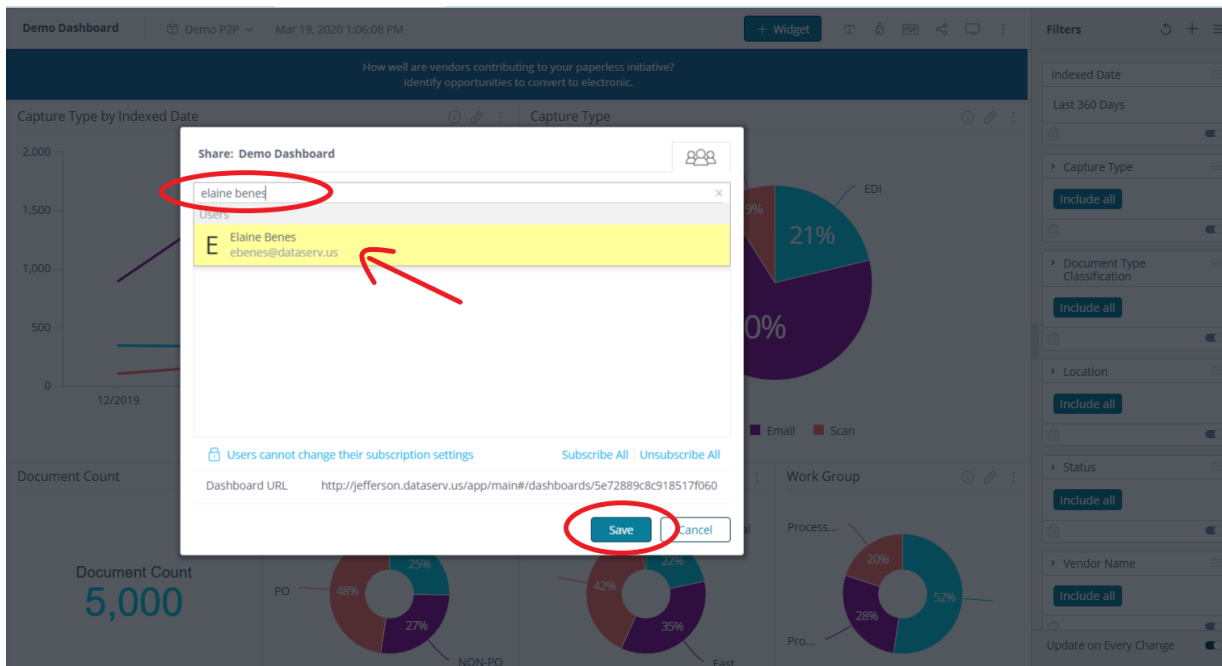 Demo Dashboard Demo P2P Mar 19, 2020 1:06:08 PM + Widget PDF
How well are vendors contributing to your paperless initiative?
Identify opportunities to convert to electronic.
Capture Type by Indexed Date
2,000
1,500
1,000
500
0
12/2019
Capture Type
EDI
9%
21%
0%
Email Scan
Share: Demo Dashboard
elaine benes
Users
E Elaine Benes
ebenes@dataserv.us
Users cannot change their subscription settings Subscribe All Unsubscribe All
Dashboard URL http://jefferson.dataserv.us/app/main#/dashboards/5e72889c8c918517f060
Save Cancel
Document Count
Document Count
5,000
PO
48%
25%
27%
NON-PO
42%
22%
35%
East
Work Group
Process...
20%
52%
28%
Pro...
Filters
Indexed Date
Last 360 Days
Capture Type
Include all
Document Type
Classification
Include all
Location
Include all
Status
Include all
Vendor Name
Include all
Update on Every Change